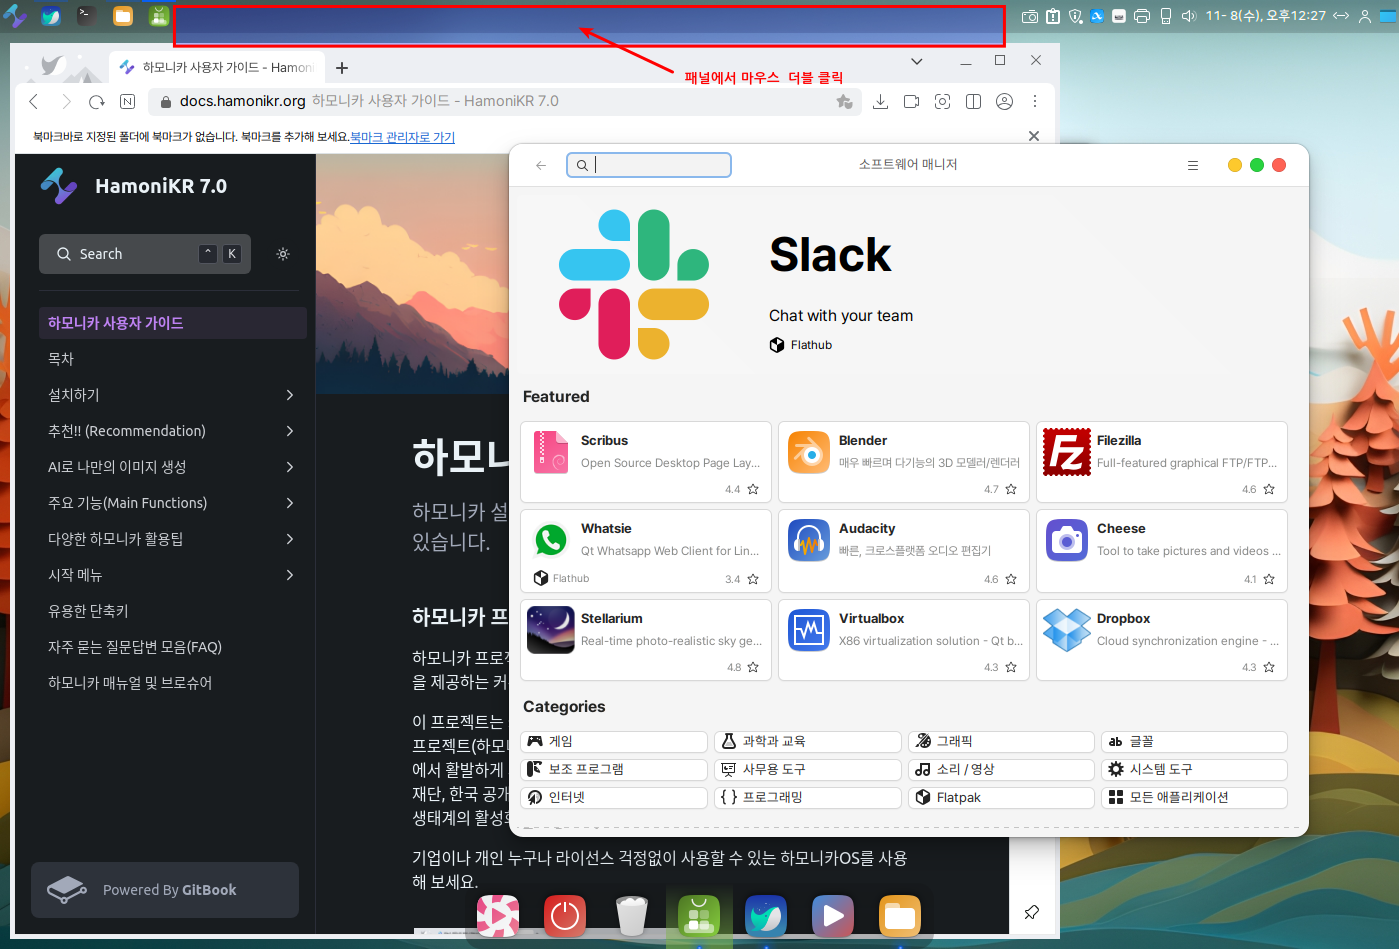 11- 8(수), 오후12:27
패널에서 마우스 더블 클릭
하모니카 사용자 가이드 - Hamoni
docs.hamonikr.org 하모니카 사용자 가이드 - HamoniKR 7.0
북마크바로 지정된 폴더에 북마크가 없습니다. 북마크를 추가해 보세요.북마크 관리자로 가기
HamoniKR 7.0
Search ^ K
하모니카 사용자 가이드
목차
설치하기
추천!! (Recommendation)
AI로 나만의 이미지 생성
주요 기능(Main Functions)
다양한 하모니카 활용팁
시작 메뉴
유용한 단축키
자주 묻는 질문답변 모음(FAQ)
하모니카 매뉴얼 및 브로슈어
Powered By GitBook
하모니
하모니카 설
있습니다.
하모니카 프
하모니카 프로젝
을 제공하는 커
이 프로젝트는
프로젝트(하모니
에서 활발하게
재단, 한국 공개
생태계의 활성화
기업이나 개인 누구나 라이선스 걱정없이 사용할 수 있는 하모니카OS를 사용
해 보세요.
소프트웨어 매니저
Slack
Chat with your team
Flathub
Featured
Scribus
Open Source Desktop Page Lay...
4.4
Blender
매우 빠르며 다기능의 3D 모델러/렌더러
4.7
Filezilla
Full-featured graphical FTP/FTP...
4.6
Whatsie
Qt Whatsapp Web Client for Lin...
Flathub 3.4
Audacity
빠른, 크로스플랫폼 오디오 편집기
4.6
Cheese
Tool to take pictures and videos ...
4.1
Stellarium
Real-time photo-realistic sky ge...
4.8
Virtualbox
X86 virtualization solution - Qt b...
4.3
Dropbox
Cloud synchronization engine - ...
4.3
Categories
게임
과학과 교육
그래픽
글꼴
보조 프로그램
사무용 도구
소리 / 영상
시스템 도구
인터넷
프로그래밍
Flatpak
모든 애플리케이션